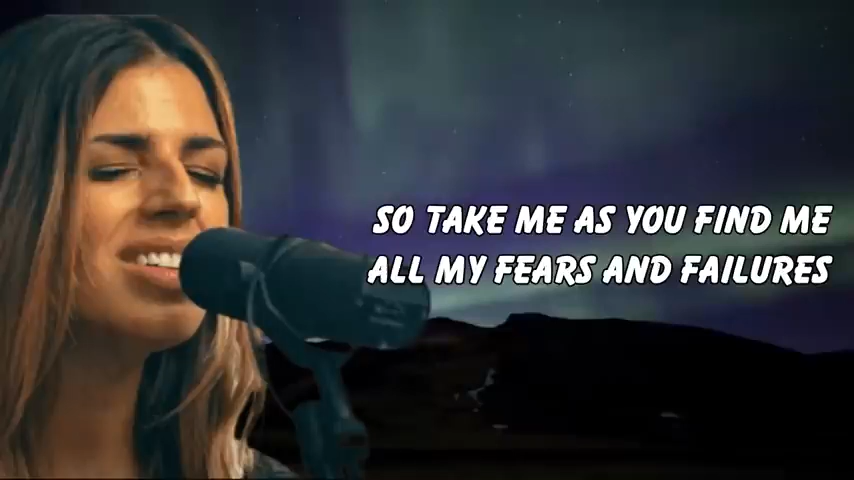 SO TAKE ME AS YOU FIND ME
ALL MY FEARS AND FAILURES